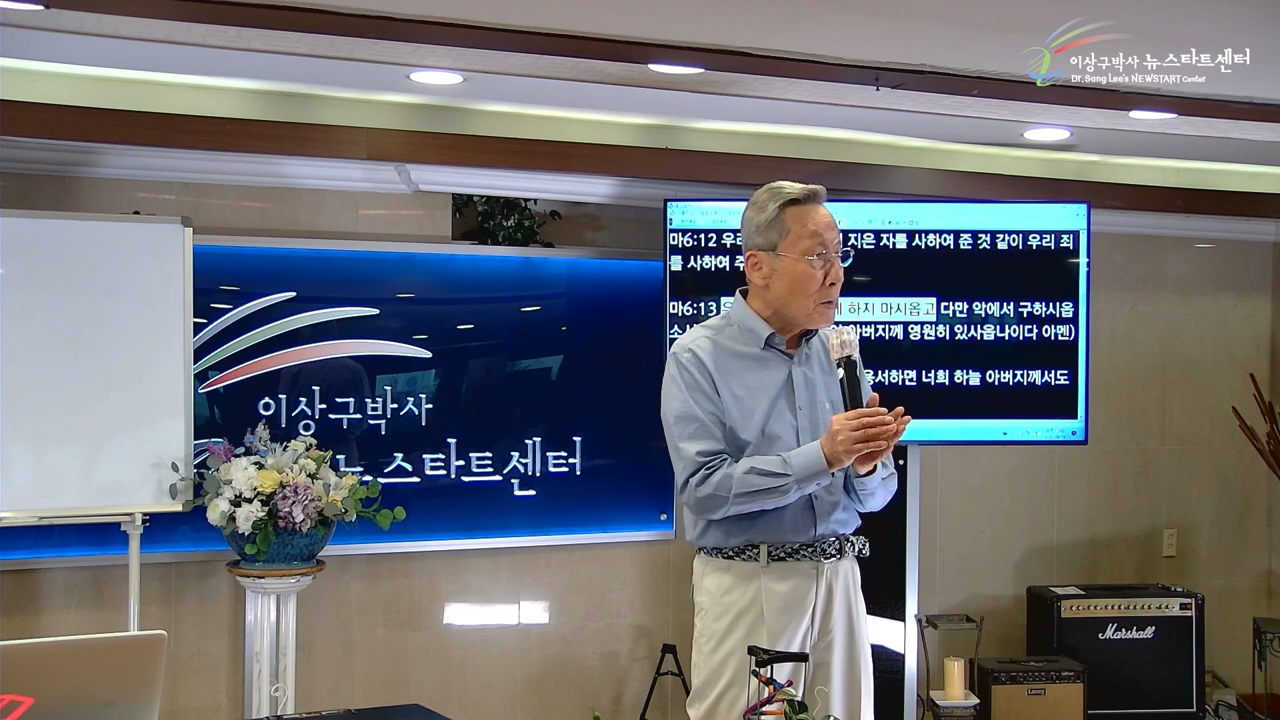 이상구박사 뉴스타트센터
Dr. Sang Lee's NEWSTART Center
마6:12 우리 지은 자를 사하여 준 것 같이 우리 죄
를 사하여
마6:13 하지 마시옵고 다만 악에서 구하시옵
아버지께 영원히 있사옵나이다 아멘)
용서하면 너희 하늘 아버지께서도
이상구박사
뉴스타트센터
Marshall
Laney